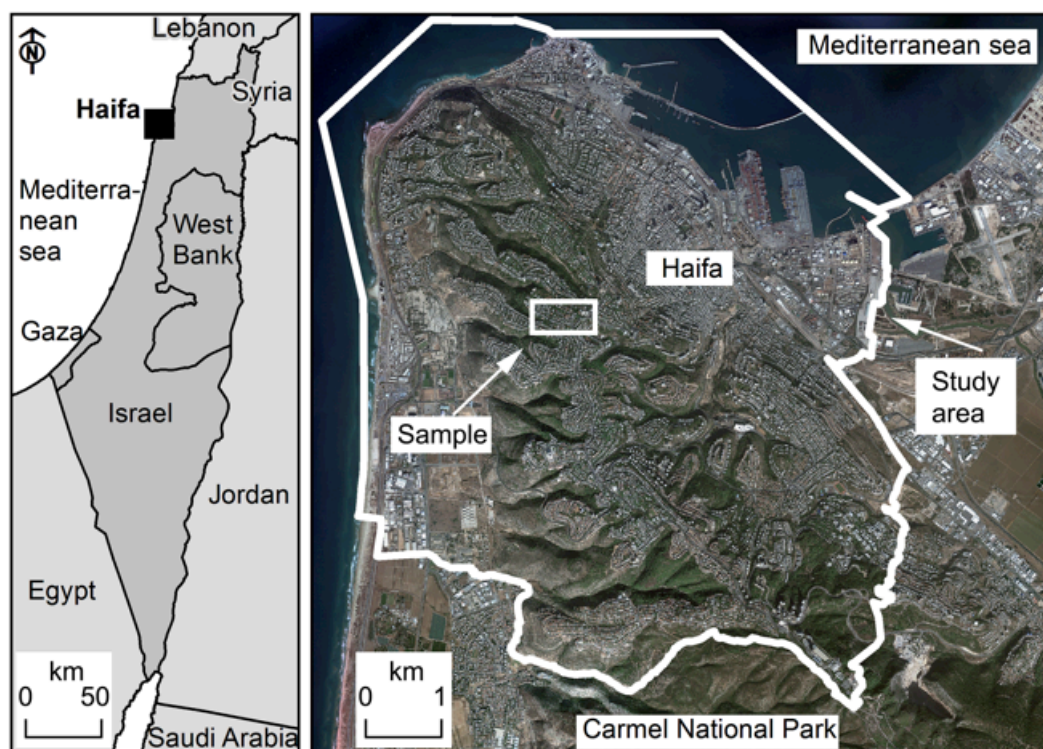 N
Lebanon
Syria
Haifa
Mediterra-
nean
sea
West
Bank
Gaza
Israel
Jordan
Egypt
km
0 50
Saudi Arabia
Mediterranean sea
Haifa
Study
area
Sample
km
0 1
Carmel National Park